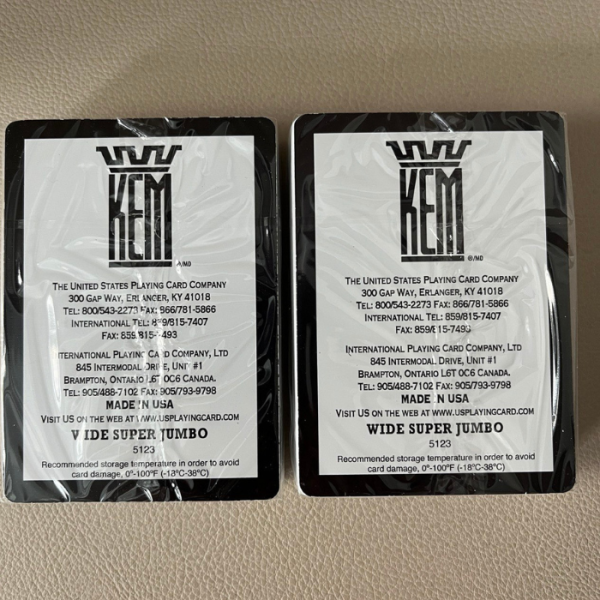 KEM
®/MD
THE UNITED STATES PLAYING CARD COMPANY
300 GAP WAY, ERLANGER, KY 41018
TEL: 800/543-2273 FAX: 866/781-5866
INTERNATIONAL TEL: 859/815-7407
FAX: 859/815-7493
INTERNATIONAL PLAYING CARD COMPANY, LTD
845 INTERMODAL DRIVE, UNIT #1
BRAMPTON, ONTARIO L6T 0C6 CANADA.
TEL: 905/488-7102 FAX: 905/793-9798
MADE IN USA
VISIT US ON THE WEB AT WWW.USPLAYINGCARD.COM
WIDE SUPER JUMBO
5123
Recommended storage temperature in order to avoid
card damage, 0°-100°F (-18°C-38°C)
KEM
®/MD
THE UNITED STATES PLAYING CARD COMPANY
300 GAP WAY, ERLANGER, KY 41018
TEL: 800/543-2273 FAX: 866/781-5866
INTERNATIONAL TEL: 859/815-7407
FAX: 859/815-7493
INTERNATIONAL PLAYING CARD COMPANY, LTD
845 INTERMODAL DRIVE, UNIT #1
BRAMPTON, ONTARIO L6T 0C6 CANADA.
TEL: 905/488-7102 FAX: 905/793-9798
MADE IN USA
VISIT US ON THE WEB AT WWW.USPLAYINGCARD.COM
WIDE SUPER JUMBO
5123
Recommended storage temperature in order to avoid
card damage, 0°-100°F (-18°C-38°C)